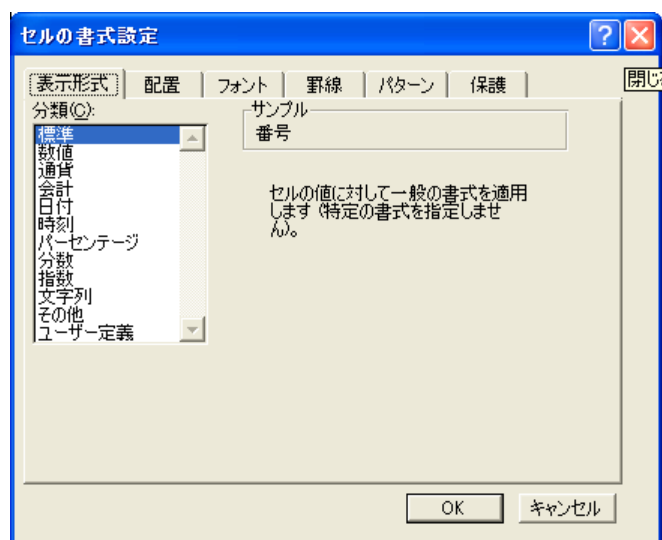 セルの書式設定
表示形式 配置 フォント 罫線 パターン 保護
閉じ
分類(C):
標準
数値
通貨
会計
日付
時刻
パーセンテージ
分数
指数
文字列
その他
ユーザー定義
サンプル
番号
セルの値に対して一般の書式を適用
します (特定の書式を指定しませ
ん)。
OK キャンセル